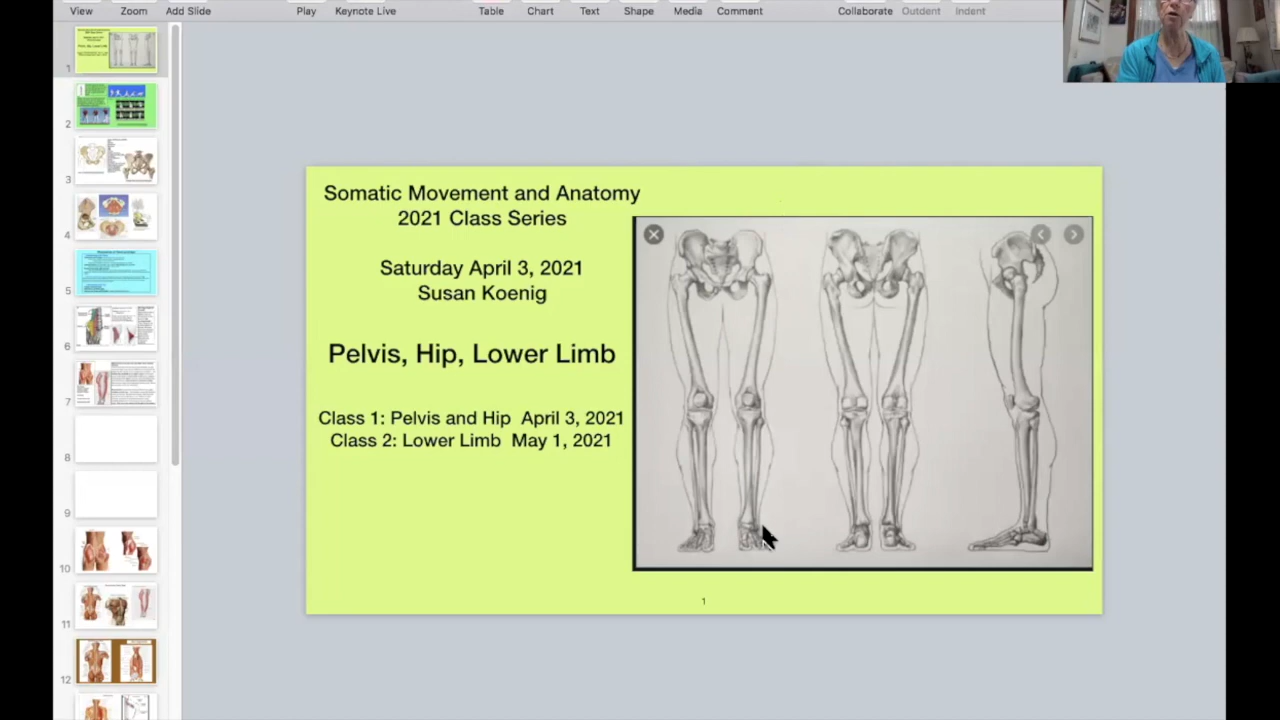 View Zoom Add Slide Play Keynote Live Table Chart Text Shape Media Comment Collaborate Outdent Indent
1
2
3
4
5
6
7
8
9
10
11
12
Somatic Movement and Anatomy
2021 Class Series
Saturday April 3, 2021
Susan Koenig
Pelvis, Hip, Lower Limb
Class 1: Pelvis and Hip April 3, 2021
Class 2: Lower Limb May 1, 2021
1